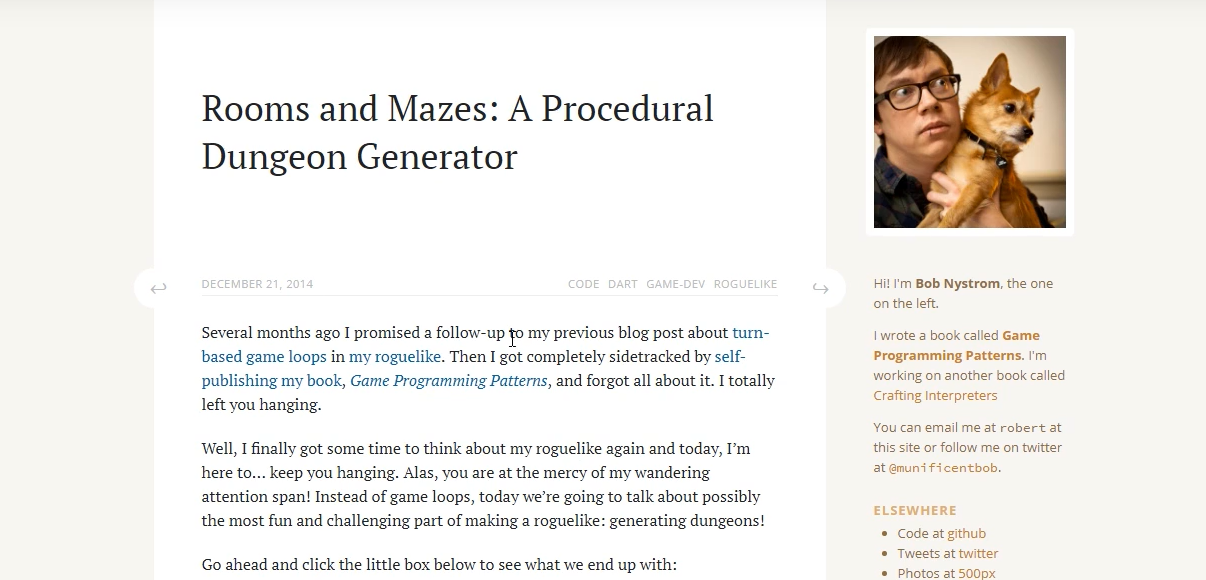 Rooms and Mazes: A Procedural
Dungeon Generator
DECEMBER 21, 2014
CODE DART GAME-DEV ROGUELIKE
Several months ago I promised a follow-up to my previous blog post about turn-
based game loops in my roguelike. Then I got completely sidetracked by self-
publishing my book, Game Programming Patterns, and forgot all about it. I totally
left you hanging.
Well, I finally got some time to think about my roguelike again and today, I’m
here to… keep you hanging. Alas, you are at the mercy of my wandering
attention span! Instead of game loops, today we’re going to talk about possibly
the most fun and challenging part of making a roguelike: generating dungeons!
Go ahead and click the little box below to see what we end up with:
Hi! I'm Bob Nystrom, the one
on the left.
I wrote a book called Game
Programming Patterns. I'm
working on another book called
Crafting Interpreters
You can email me at robert at
this site or follow me on twitter
at @munificentbob.
ELSEWHERE
Code at github
Tweets at twitter
Photos at 500px